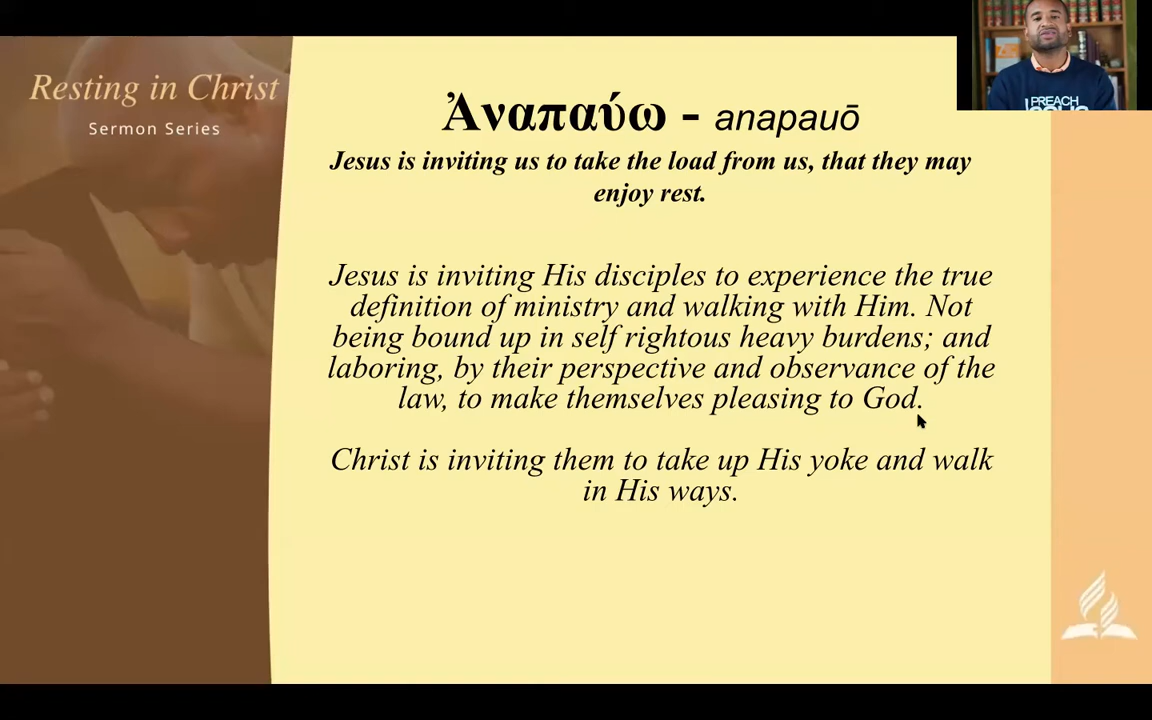 Resting in Christ
Sermon Series
Ἀναπαύω - anapauō
Jesus is inviting us to take the load from us, that they may
enjoy rest.
Jesus is inviting His disciples to experience the true
definition of ministry and walking with Him. Not
being bound up in self rightous heavy burdens; and
laboring, by their perspective and observance of the
law, to make themselves pleasing to God.
Christ is inviting them to take up His yoke and walk
in His ways.
PREACH